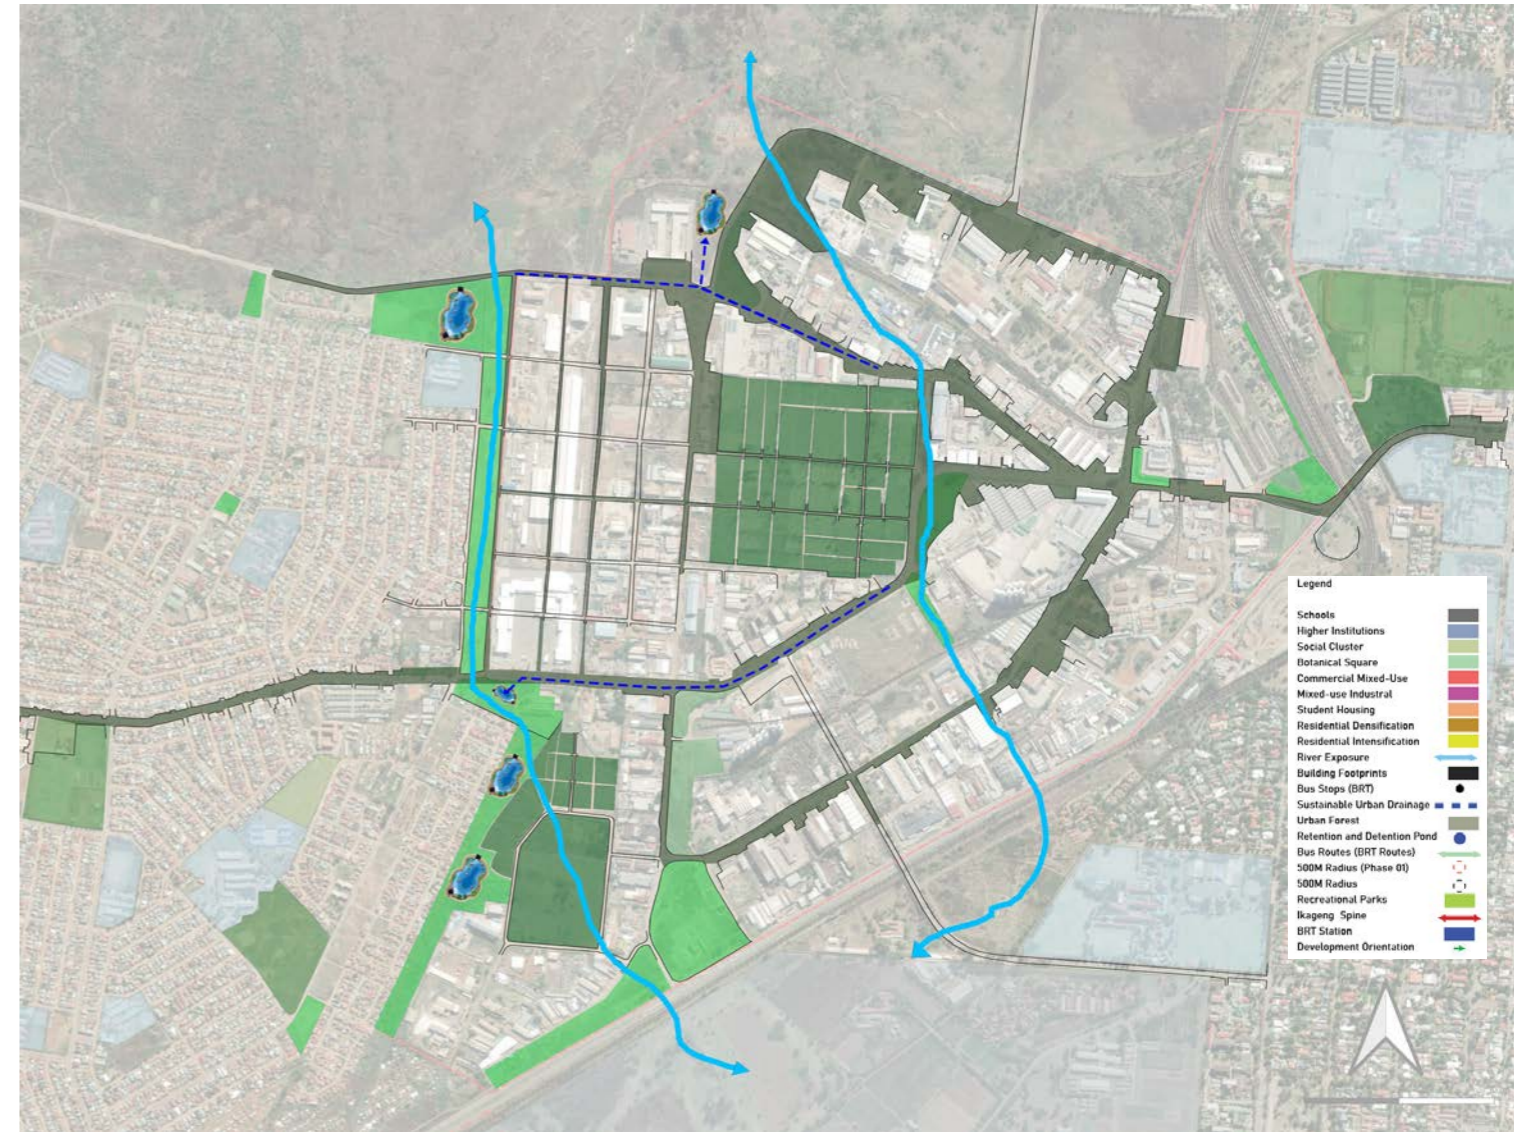 Legend
Schools
Higher Institutions
Social Cluster
Botanical Square
Commercial Mixed-Use
Mixed-use Industral
Student Housing
Residential Densification
Residential Intensification
River Exposure
Building Footprints
Bus Stops (BRT)
Sustainable Urban Drainage
Urban Forest
Retention and Detention Pond
Bus Routes (BRT Routes)
500M Radius (Phase 01)
500M Radius
Recreational Parks
Ikageng Spine
BRT Station
Development Orientation